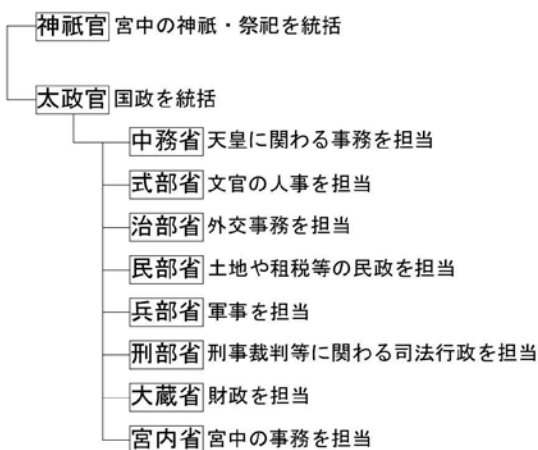 神祇官 宮中の神祇・祭祀を統括
太政官 国政を統括
中務省 天皇に関わる事務を担当
式部省 文官の人事を担当
治部省 外交事務を担当
民部省 土地や租税等の民政を担当
兵部省 軍事を担当
刑部省 刑事裁判等に関わる司法行政を担当
大蔵省 財政を担当
宮内省 宮中の事務を担当